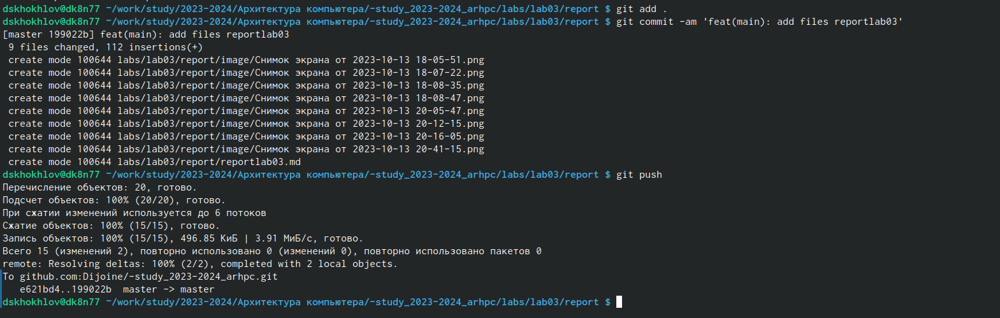 dskhokhlov@dk8n77 ~/work/study/2023-2024/Архитектура компьютера/-study_2023-2024_arhpc/labs/lab03/report $ git add .
dskhokhlov@dk8n77 ~/work/study/2023-2024/Архитектура компьютера/-study_2023-2024_arhpc/labs/lab03/report $ git commit -am 'feat(main): add files reportlab03'
[master 199022b] feat(main): add files reportlab03
 9 files changed, 112 insertions(+)
 create mode 100644 labs/lab03/report/image/Снимок экрана от 2023-10-13 18-05-51.png
 create mode 100644 labs/lab03/report/image/Снимок экрана от 2023-10-13 18-07-22.png
 create mode 100644 labs/lab03/report/image/Снимок экрана от 2023-10-13 18-08-35.png
 create mode 100644 labs/lab03/report/image/Снимок экрана от 2023-10-13 18-08-47.png
 create mode 100644 labs/lab03/report/image/Снимок экрана от 2023-10-13 20-05-47.png
 create mode 100644 labs/lab03/report/image/Снимок экрана от 2023-10-13 20-12-15.png
 create mode 100644 labs/lab03/report/image/Снимок экрана от 2023-10-13 20-16-05.png
 create mode 100644 labs/lab03/report/image/Снимок экрана от 2023-10-13 20-41-15.png
 create mode 100644 labs/lab03/report/reportlab03.md
dskhokhlov@dk8n77 ~/work/study/2023-2024/Архитектура компьютера/-study_2023-2024_arhpc/labs/lab03/report $ git push
Перечисление объектов: 20, готово.
Подсчет объектов: 100% (20/20), готово.
При сжатии изменений используется до 6 потоков
Сжатие объектов: 100% (15/15), готово.
Запись объектов: 100% (15/15), 496.85 КиБ | 3.91 МиБ/с, готово.
Всего 15 (изменений 2), повторно использовано 0 (изменений 0), повторно использовано пакетов 0
remote: Resolving deltas: 100% (2/2), completed with 2 local objects.
To github.com:Dijoine/-study_2023-2024_arhpc.git
   e621bd4..199022b  master -> master
dskhokhlov@dk8n77 ~/work/study/2023-2024/Архитектура компьютера/-study_2023-2024_arhpc/labs/lab03/report $